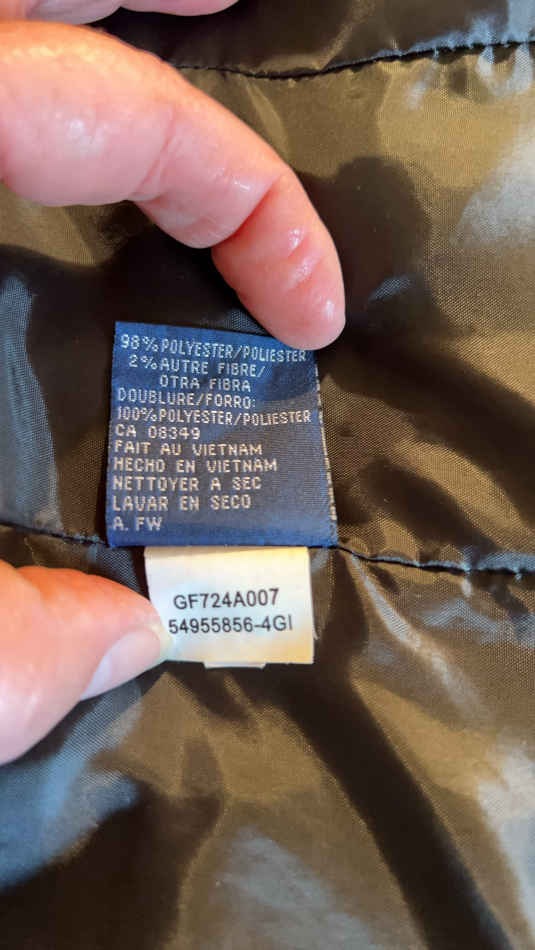 98% POLYESTER/POLIESTER
2% AUTRE FIBRE/
OTRA FIBRA
DOUBLURE/FORRO:
100% POLYESTER/POLIESTER
CA 08349
FAIT AU VIETNAM
HECHO EN VIETNAM
NETTOYER A SEC
LAVAR EN SECO
A. FW
GF724A007
54955856-4GI